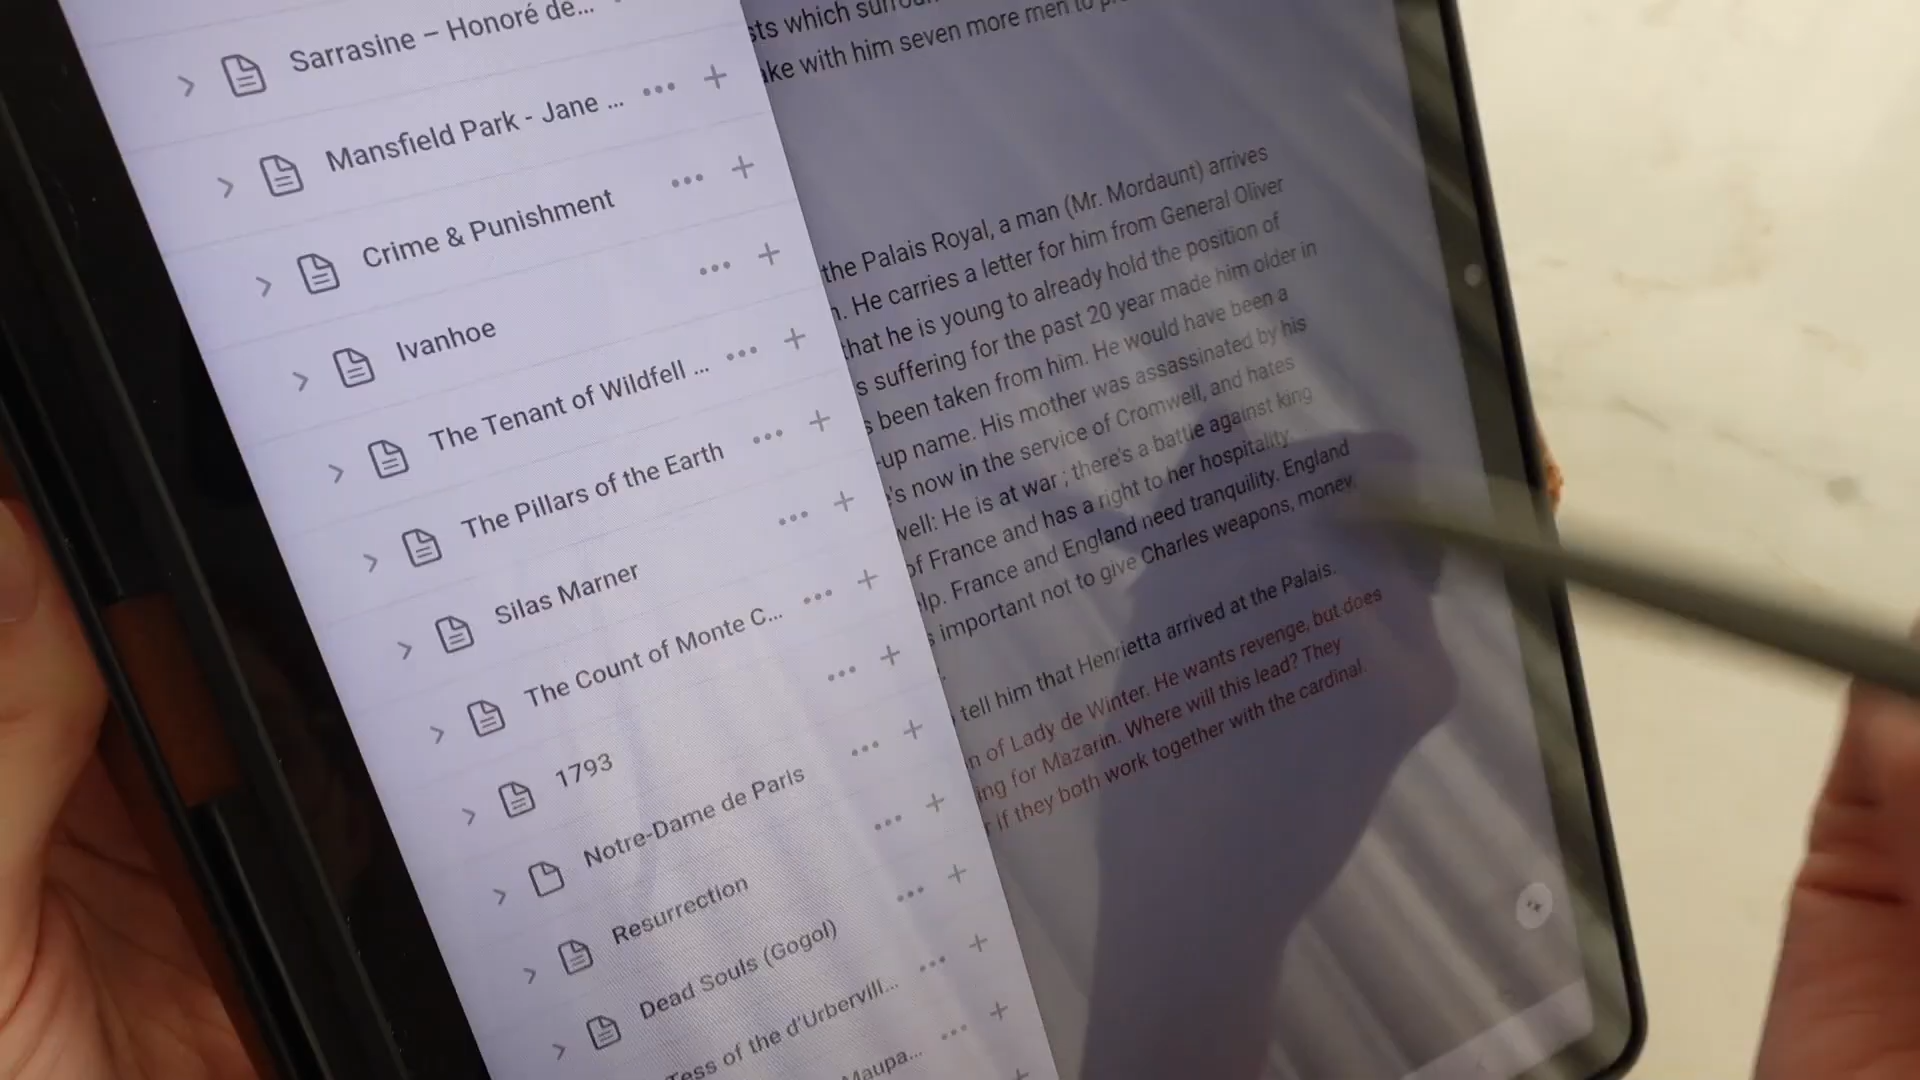 Sarrasine – Honoré de...
Mansfield Park - Jane ...
Crime & Punishment
Ivanhoe
The Tenant of Wildfell ...
The Pillars of the Earth
Silas Marner
The Count of Monte C...
1793
Notre-Dame de Paris
Resurrection
Dead Souls (Gogol)
Tess of the d'Urbervill...
Maupa...
which
with him seven more men to
the Palais Royal, a man (Mr. Mordaunt) arrives
He carries a letter for him from General Oliver
that he is young to already hold the position of
suffering for the past 20 year made him older in
been taken from him. He would have been a
-up name. His mother was assassinated by his
's now in the service of Cromwell, and hates
well: He is at war ; there's a battle against king
of France and has a right to her hospitality.
lp. France and England need tranquility. England
important not to give Charles weapons, money,
tell him that Henrietta arrived at the Palais.
of Lady de Winter. He wants revenge, but does
ing for Mazarin. Where will this lead? They
if they both work together with the cardinal.